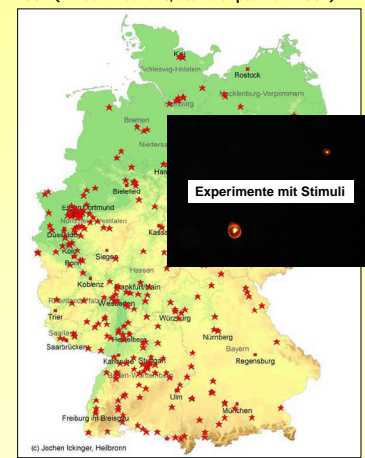 Kiel
Schleswig-Holstein
Rostock
Mecklenburg-Vorpommern
Bremen
Experimente mit Stimuli
Bielefeld
Essen
Dortmund
Düsseldorf
Köln
Siegen
Bonn
Hessen
Koblenz
Frankfurt/Main
Wiesbaden
Trier
Würzburg
Saarbrücken
Heidelberg
Nürnberg
Bayern
Karlsruhe
Stuttgart
Regensburg
Baden-Württemberg
Ulm
München
Freiburg im Breisgau
(c) Jochen Ickinger, Heilbronn